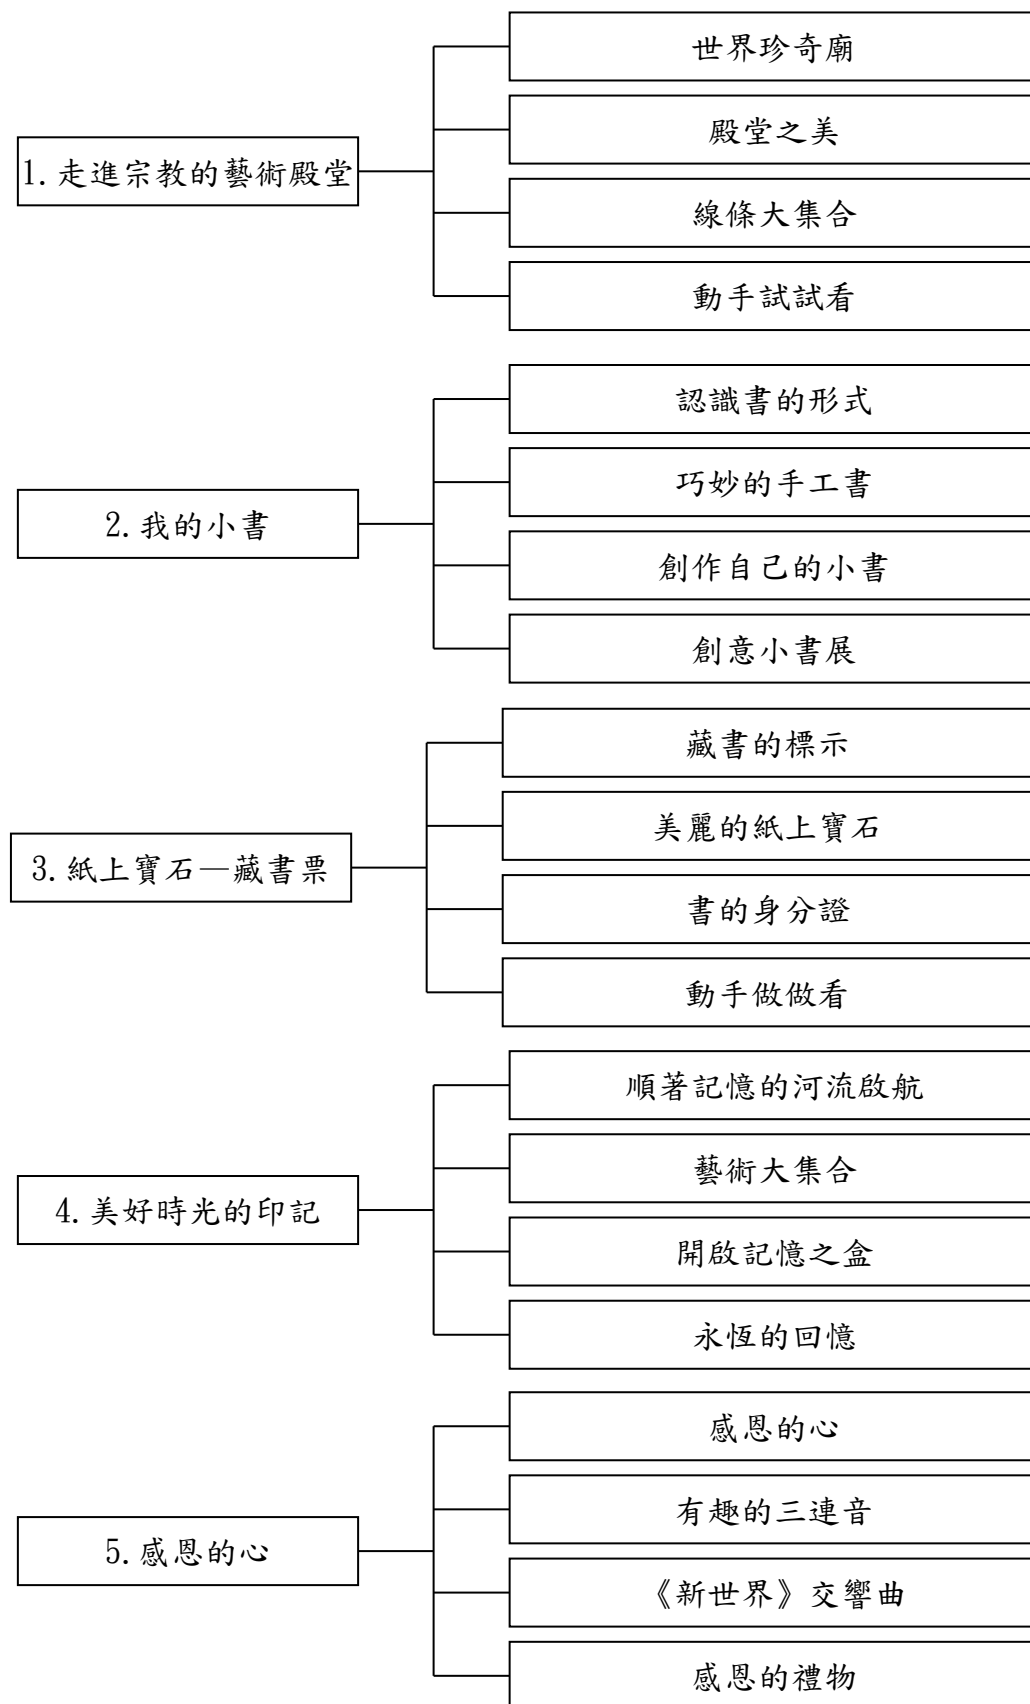 1.走進宗教的藝術殿堂
世界珍奇廟
殿堂之美
線條大集合
動手試試看
2.我的小書
認識書的形式
巧妙的手工書
創作自己的小書
創意小書展
3.紙上寶石—藏書票
藏書的標示
美麗的紙上寶石
書的身分證
動手做做看
4.美好時光的印記
順著記憶的河流啟航
藝術大集合
開啟記憶之盒
永恆的回憶
5.感恩的心
感恩的心
有趣的三連音
《新世界》交響曲
感恩的禮物